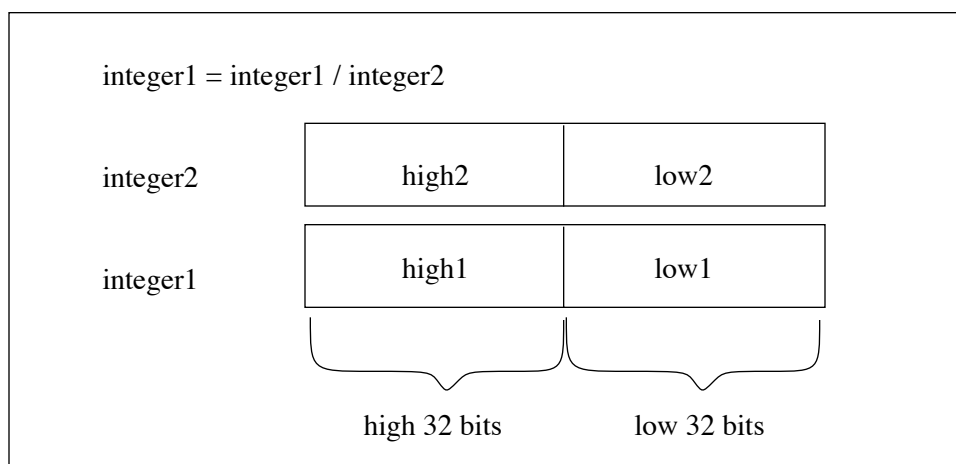 integer1 = integer1 / integer2
integer2 high2 low2
integer1 high1 low1
high 32 bits low 32 bits